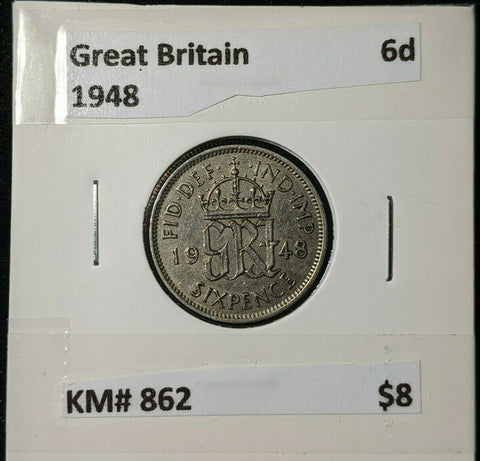 Great Britain 6d
1948
FID·DEF· IND·IMP
19 GRI 48
SIXPENCE
KM# 862 $8